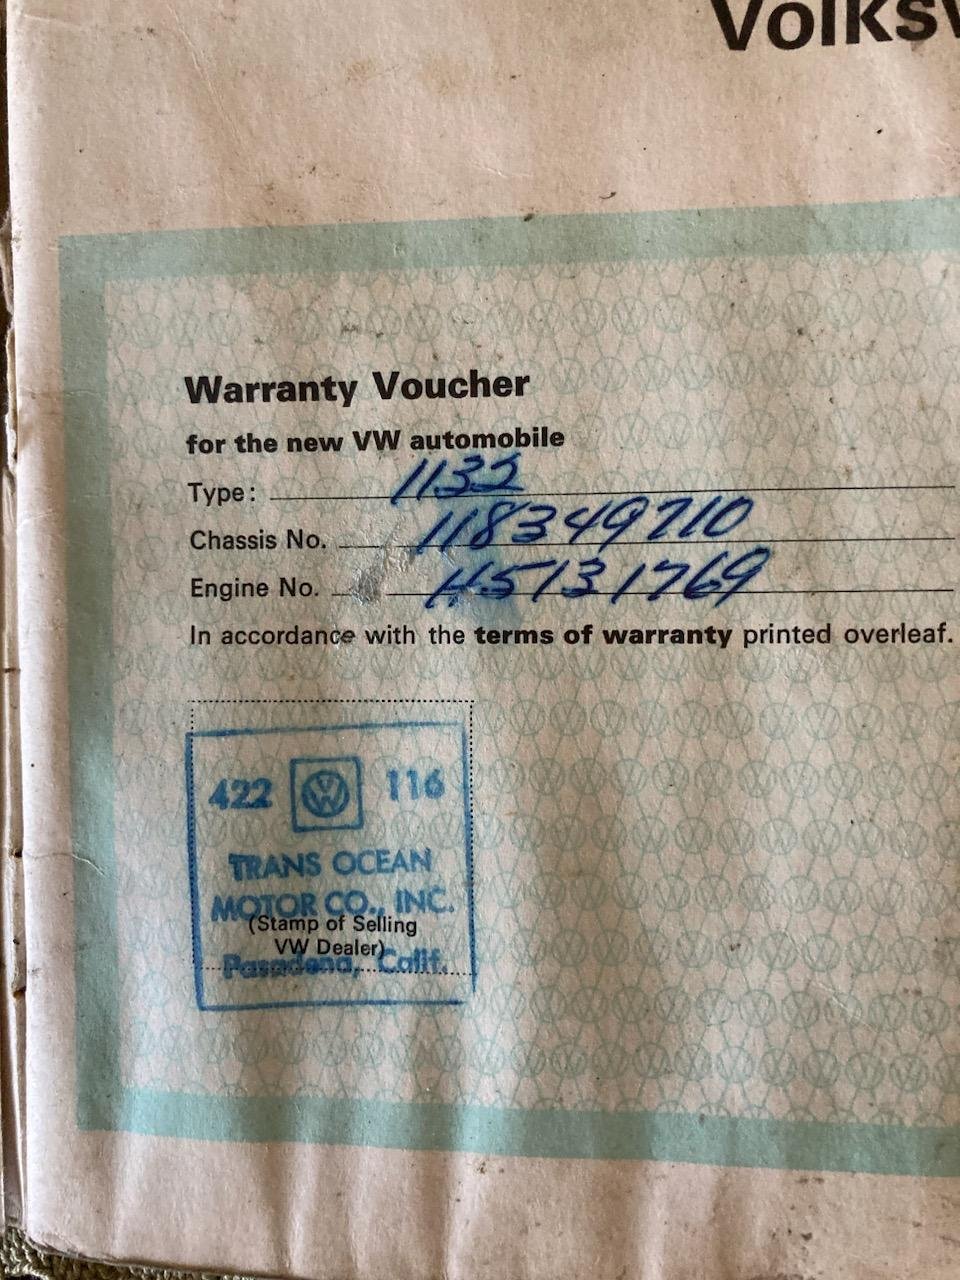 Volksw
Warranty Voucher
for the new VW automobile
Type: 1132
Chassis No. 118349710
Engine No. H5131769
In accordance with the terms of warranty printed overleaf.
422 VW 116
TRANS OCEAN
MOTOR CO., INC.
(Stamp of Selling
VW Dealer)
Pasadena, Calif.